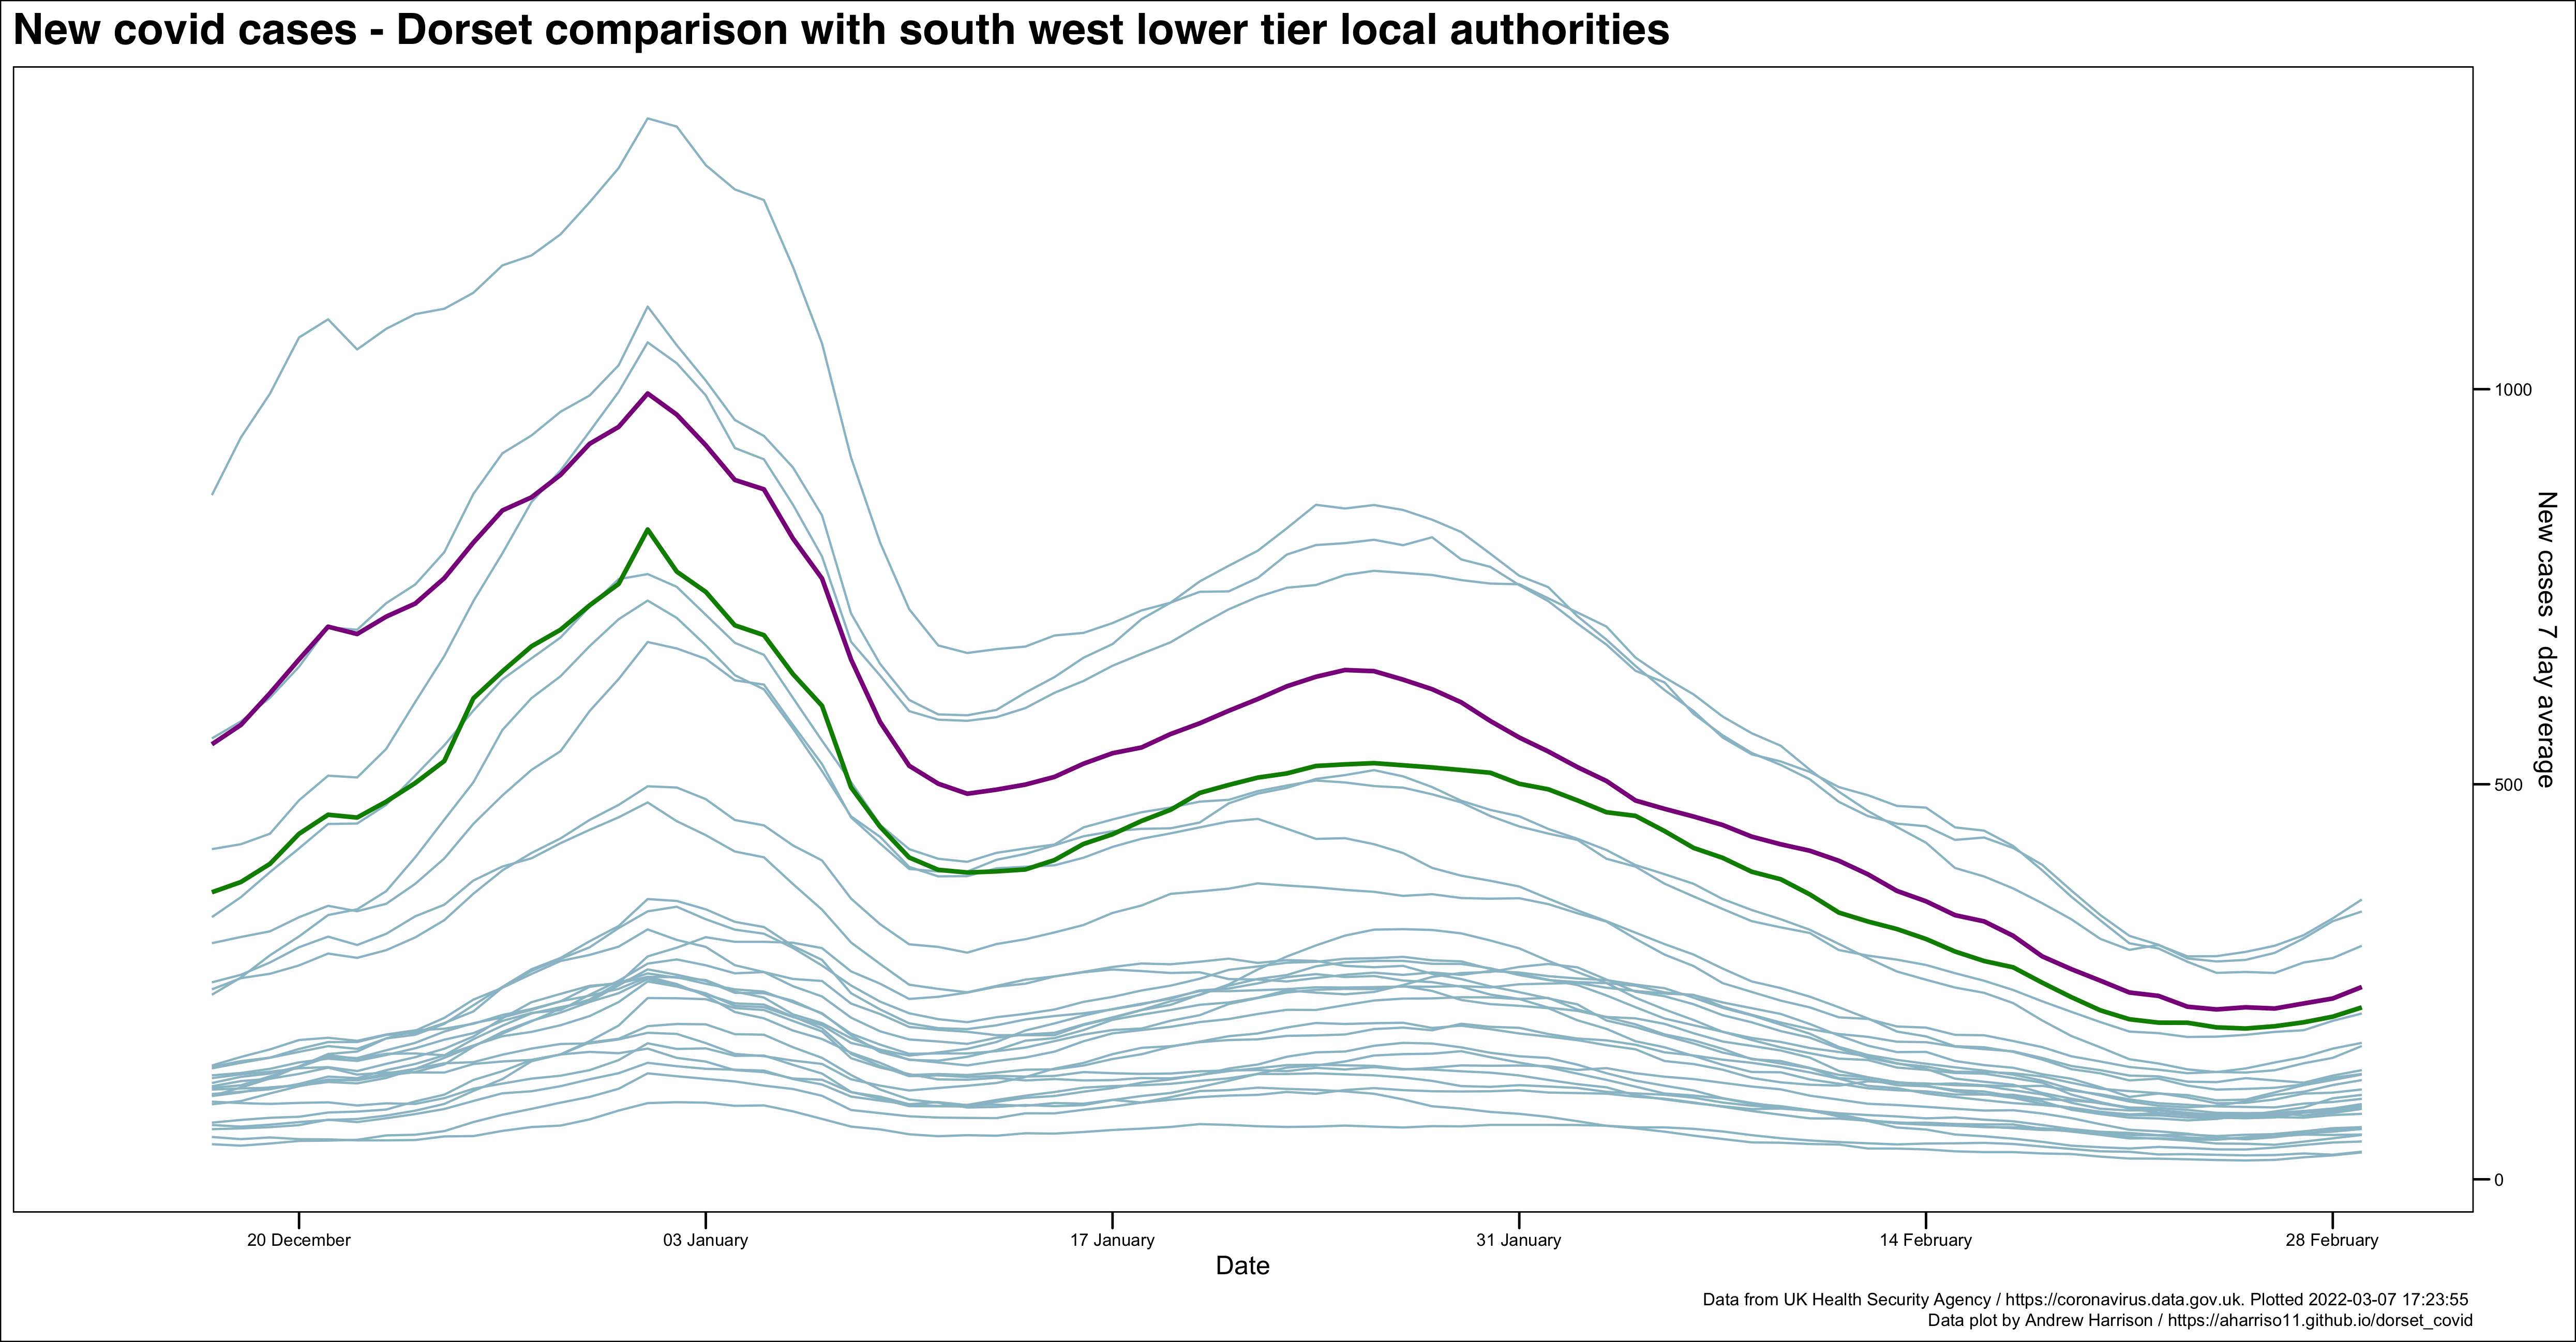 New covid cases - Dorset comparison with south west lower tier local authorities
1000
500
0
New cases 7 day average
20 December
03 January
17 January
31 January
14 February
28 February
Date
Data from UK Health Security Agency / https://coronavirus.data.gov.uk. Plotted 2022-03-07 17:23:55
Data plot by Andrew Harrison / https://aharriso11.github.io/dorset_covid